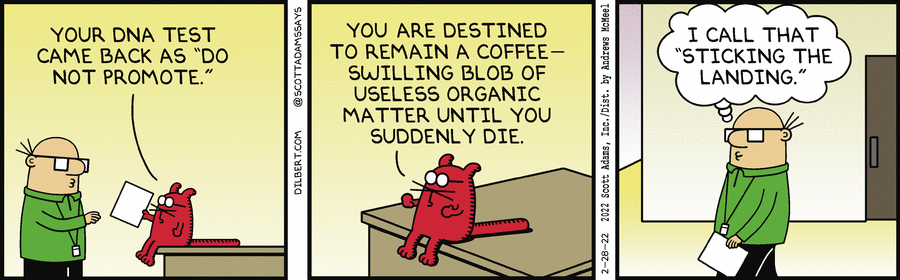 YOUR DNA TEST
CAME BACK AS "DO
NOT PROMOTE."
DILBERT.COM @SCOTTADAMSSAYS
YOU ARE DESTINED
TO REMAIN A COFFEE-
SWILLING BLOB OF
USELESS ORGANIC
MATTER UNTIL YOU
SUDDENLY DIE.
2-28-22 2022 Scott Adams, Inc./Dist. by Andrews McMeel
I CALL THAT
"STICKING THE
LANDING."